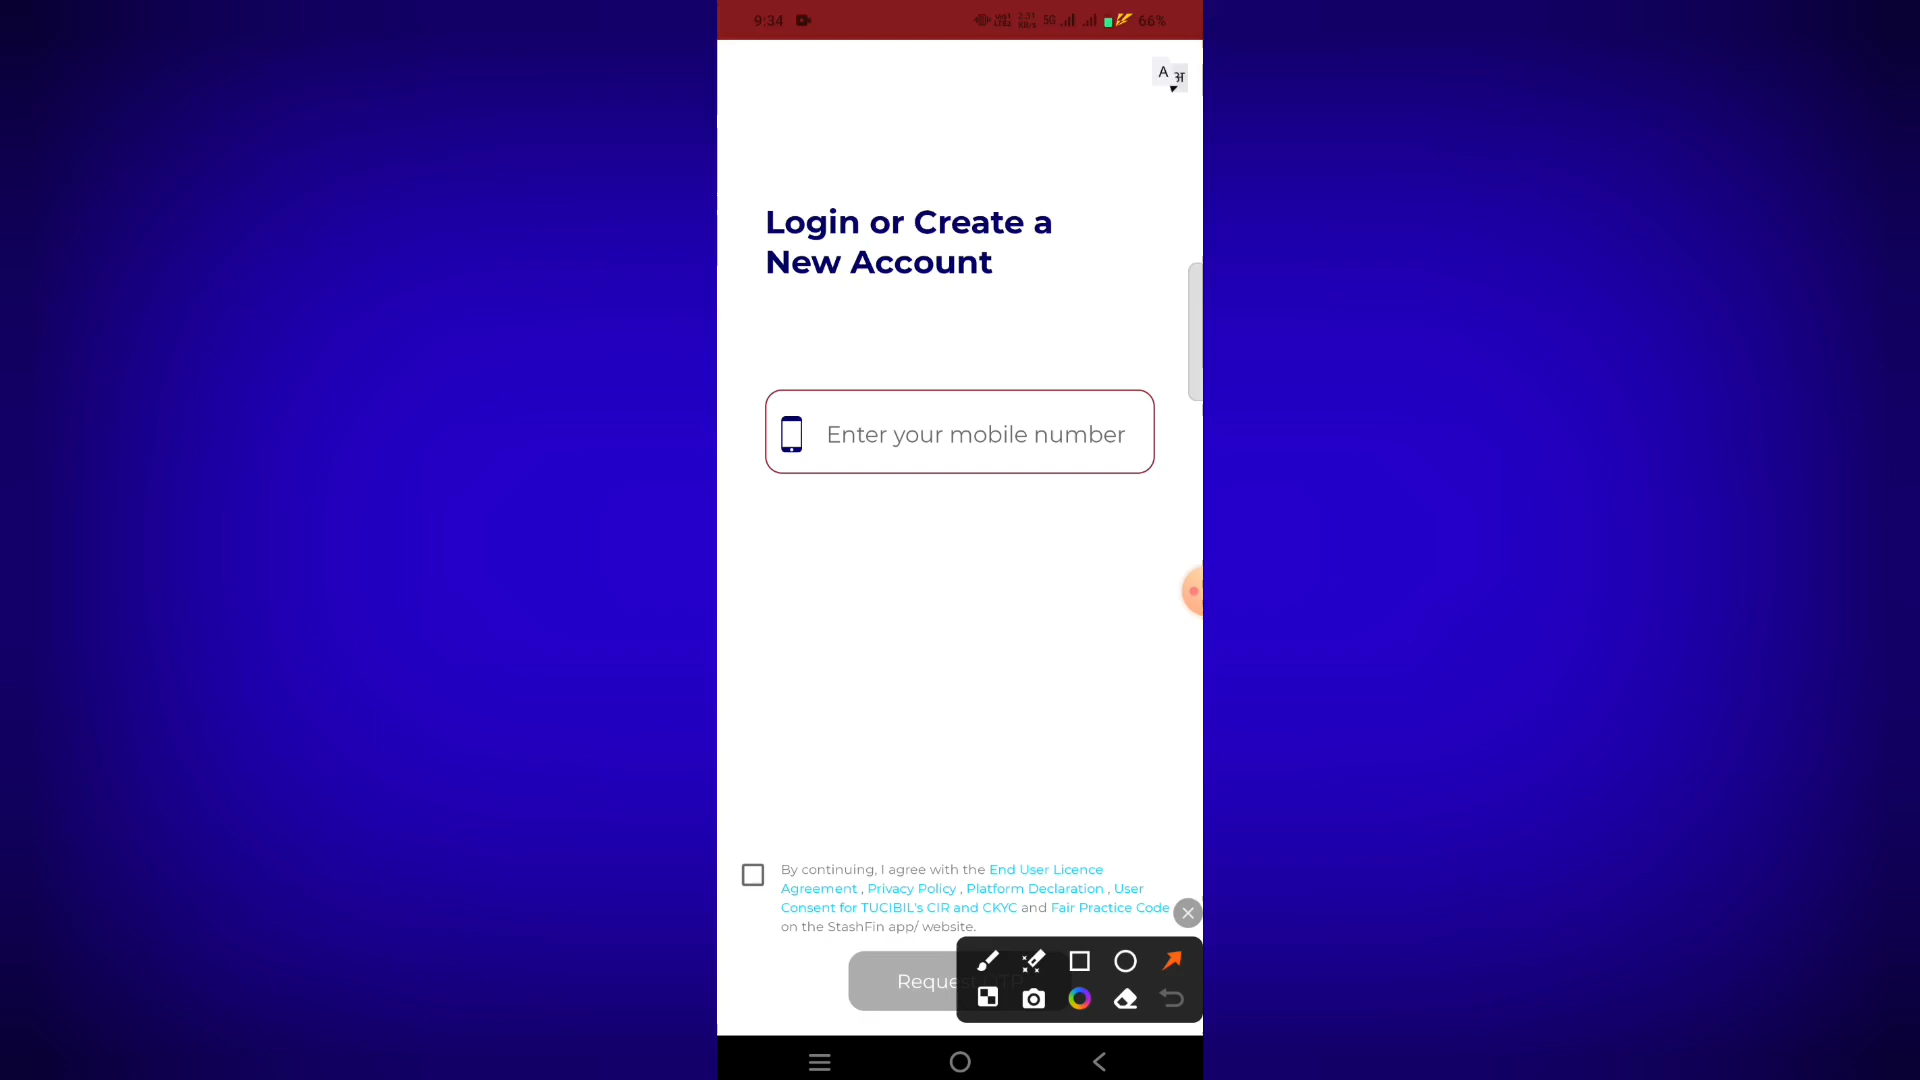 9:34 5G 66%
A अ
Login or Create a
New Account
Enter your mobile number
By continuing, I agree with the End User Licence
Agreement , Privacy Policy , Platform Declaration , User
Consent for TUCIBIL's CIR and CKYC and Fair Practice Code
on the StashFin app/ website.